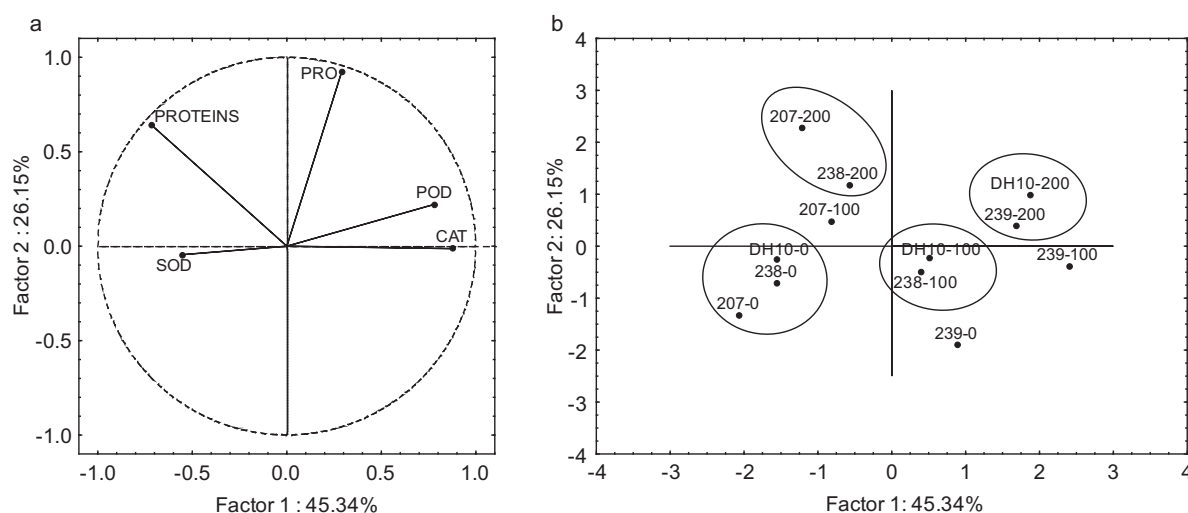 a
1.0
0.5
0.0
-0.5
-1.0
Factor 2 : 26.15%
PRO
PROTEINS
POD
CAT
SOD
-1.0 -0.5 0.0 0.5 1.0
Factor 1 : 45.34%
b
4
3
2
1
0
-1
-2
-3
-4
Factor 2: 26.15%
207-200
238-200
207-100
DH10-200
239-200
DH10-0
238-0
207-0
DH10-100
238-100
239-100
239-0
-4 -3 -2 -1 0 1 2 3 4
Factor 1: 45.34%